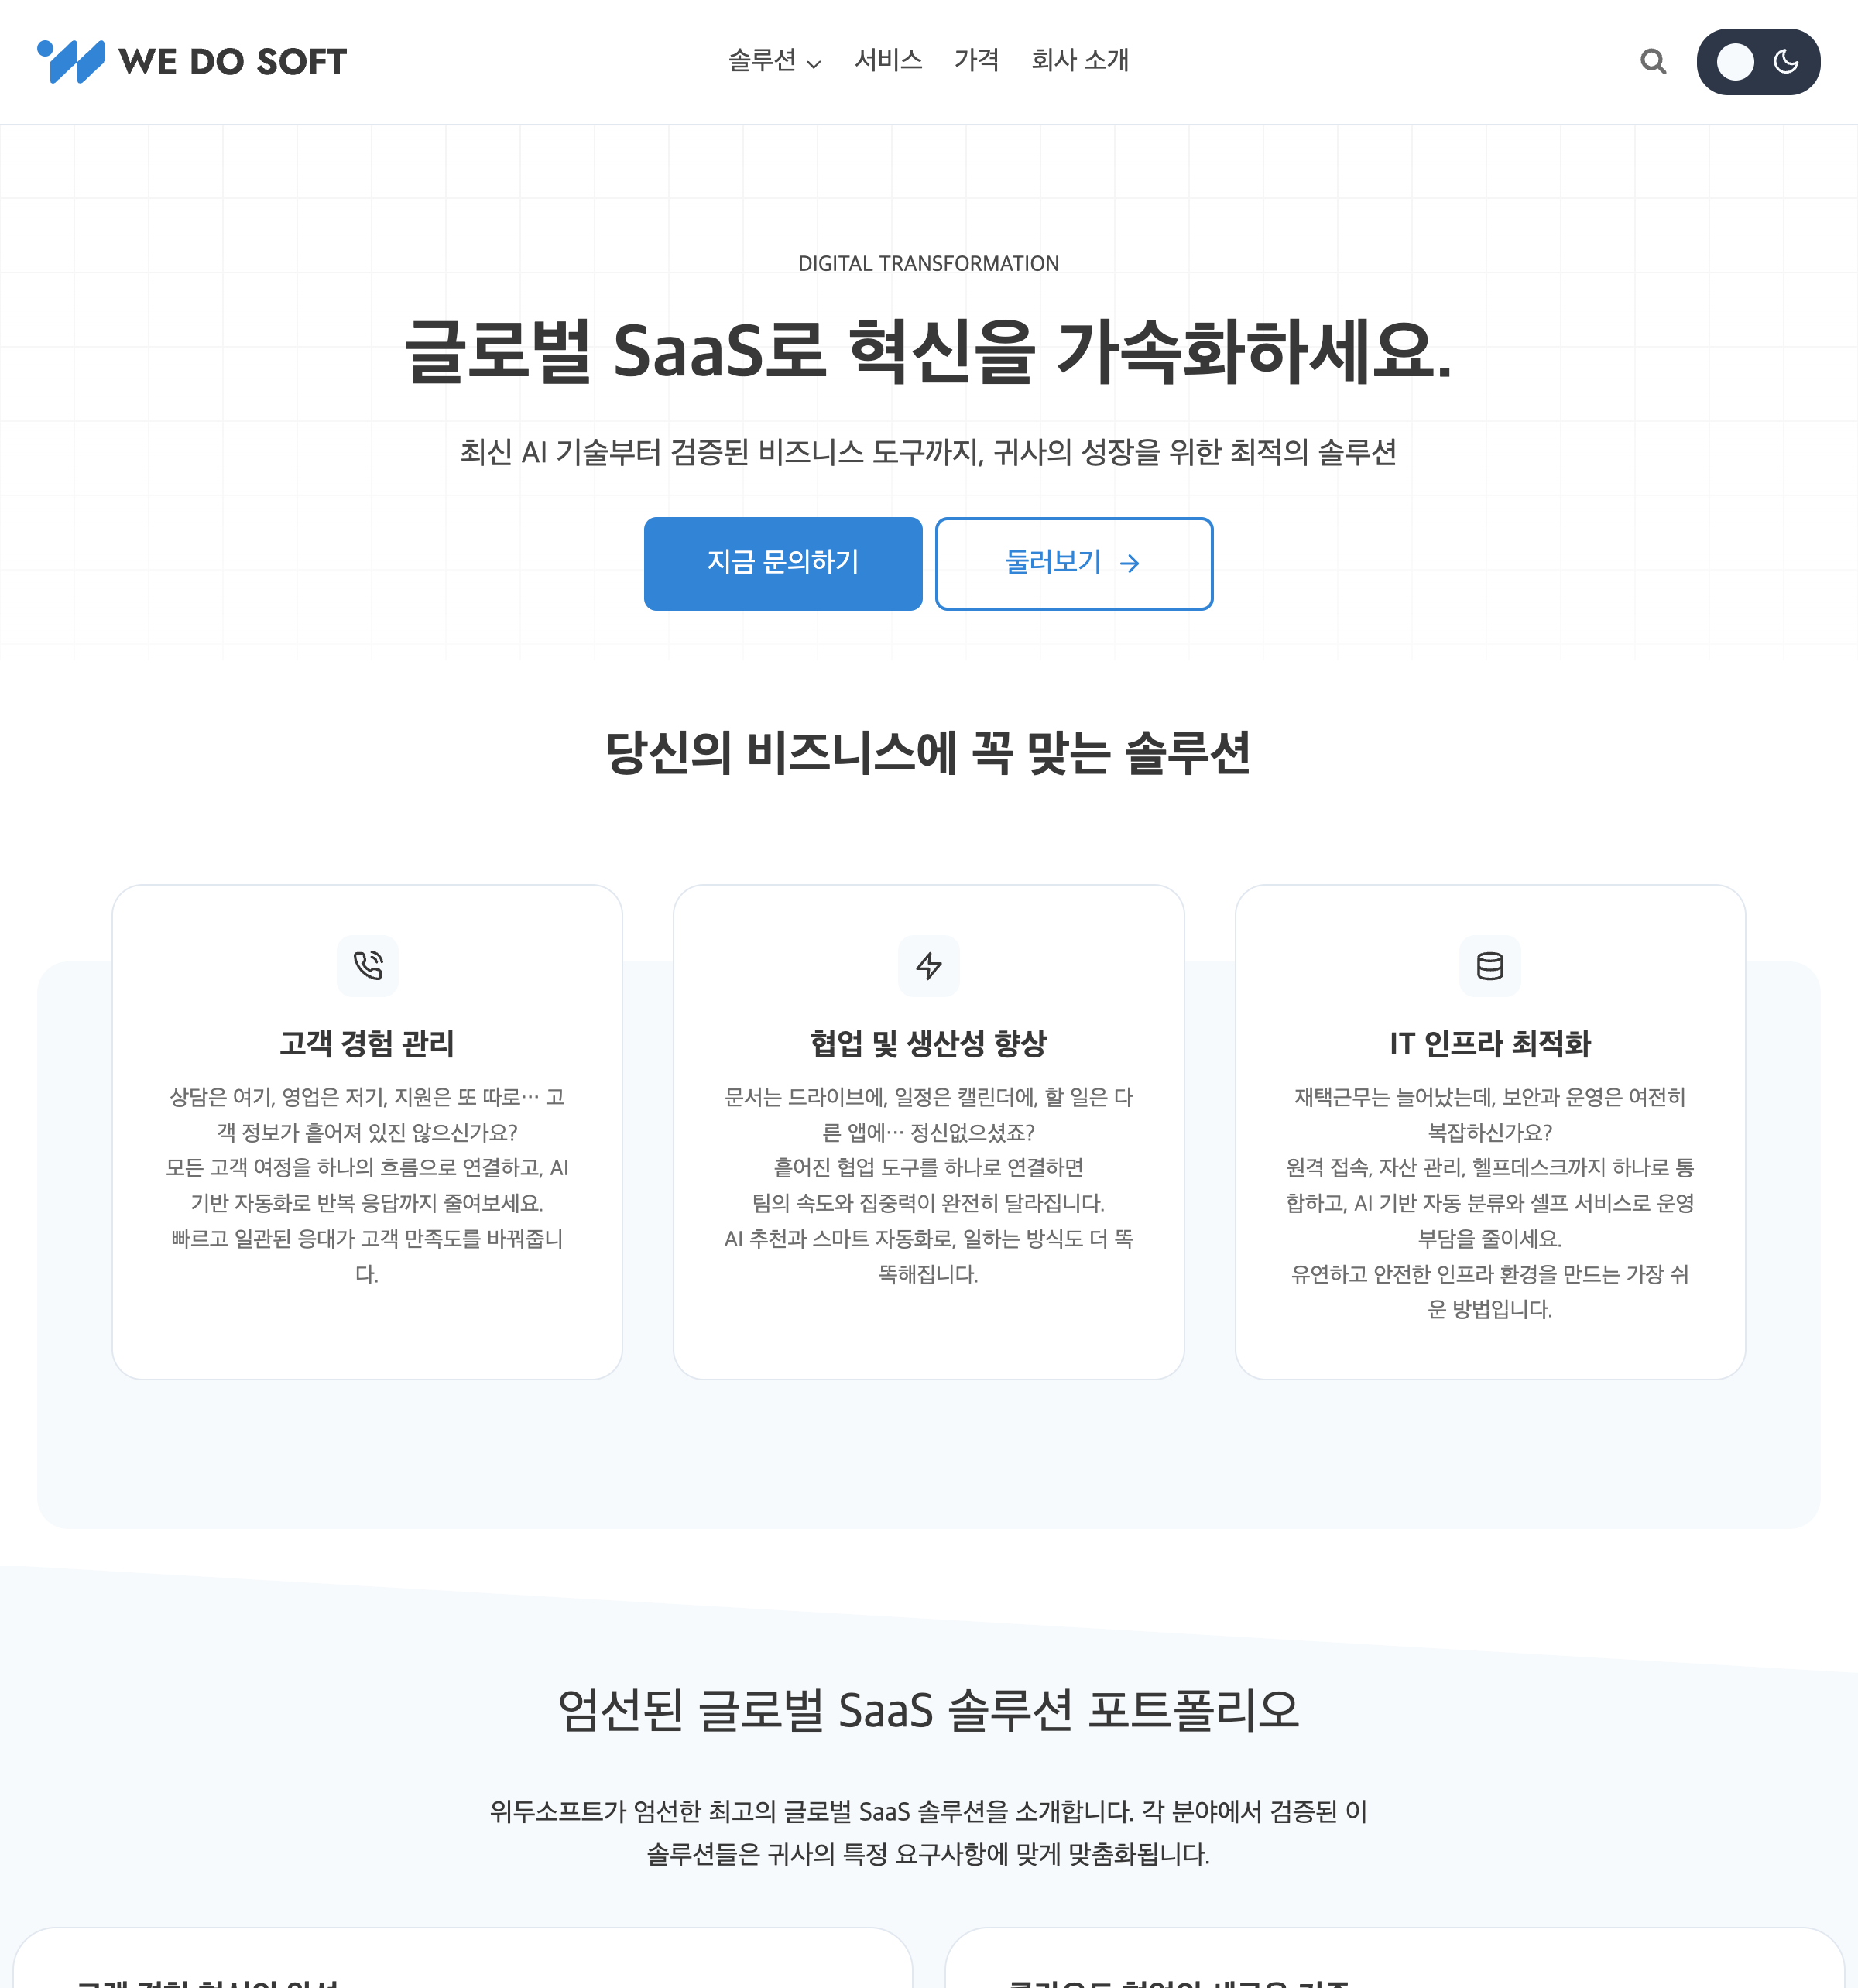 WE DO SOFT
솔루션
서비스
가격
회사 소개
DIGITAL TRANSFORMATION
글로벌 SaaS로 혁신을 가속화하세요.
최신 AI 기술부터 검증된 비즈니스 도구까지, 귀사의 성장을 위한 최적의 솔루션
지금 문의하기
둘러보기 →
당신의 비즈니스에 꼭 맞는 솔루션
고객 경험 관리
상담은 여기, 영업은 저기, 지원은 또 따로… 고
객 정보가 흩어져 있진 않으신가요?
모든 고객 여정을 하나의 흐름으로 연결하고, AI
기반 자동화로 반복 응답까지 줄여보세요.
빠르고 일관된 응대가 고객 만족도를 바꿔줍니
다.
협업 및 생산성 향상
문서는 드라이브에, 일정은 캘린더에, 할 일은 다
른 앱에… 정신없으셨죠?
흩어진 협업 도구를 하나로 연결하면
팀의 속도와 집중력이 완전히 달라집니다.
AI 추천과 스마트 자동화로, 일하는 방식도 더 똑
똑해집니다.
IT 인프라 최적화
재택근무는 늘어났는데, 보안과 운영은 여전히
복잡하신가요?
원격 접속, 자산 관리, 헬프데스크까지 하나로 통
합하고, AI 기반 자동 분류와 셀프 서비스로 운영
부담을 줄이세요.
유연하고 안전한 인프라 환경을 만드는 가장 쉬
운 방법입니다.
엄선된 글로벌 SaaS 솔루션 포트폴리오
위두소프트가 엄선한 최고의 글로벌 SaaS 솔루션을 소개합니다. 각 분야에서 검증된 이
솔루션들은 귀사의 특정 요구사항에 맞게 맞춤화됩니다.